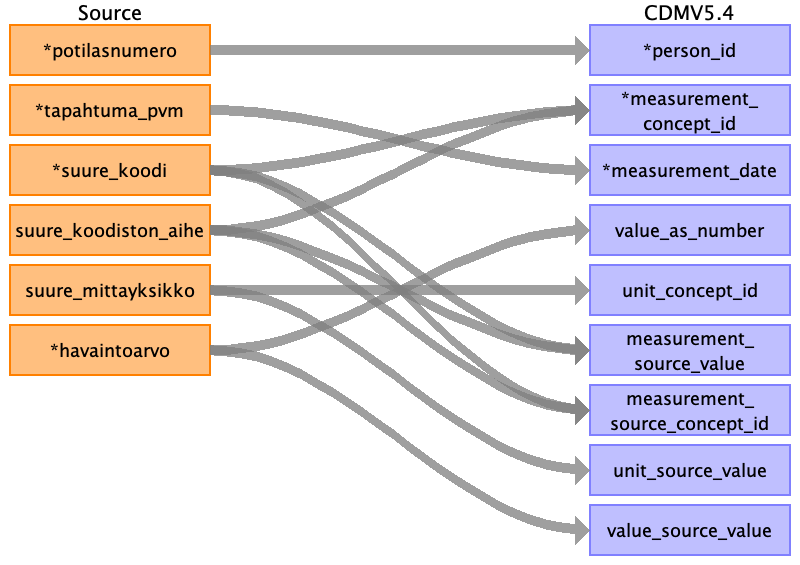 Source
CDMV5.4
*potilasnumero
*person_id
*tapahtuma_pvm
*measurement_
concept_id
*suure_koodi
*measurement_date
suure_koodiston_aihe
value_as_number
suure_mittayksikko
unit_concept_id
*havaintoarvo
measurement_
source_value
measurement_
source_concept_id
unit_source_value
value_source_value